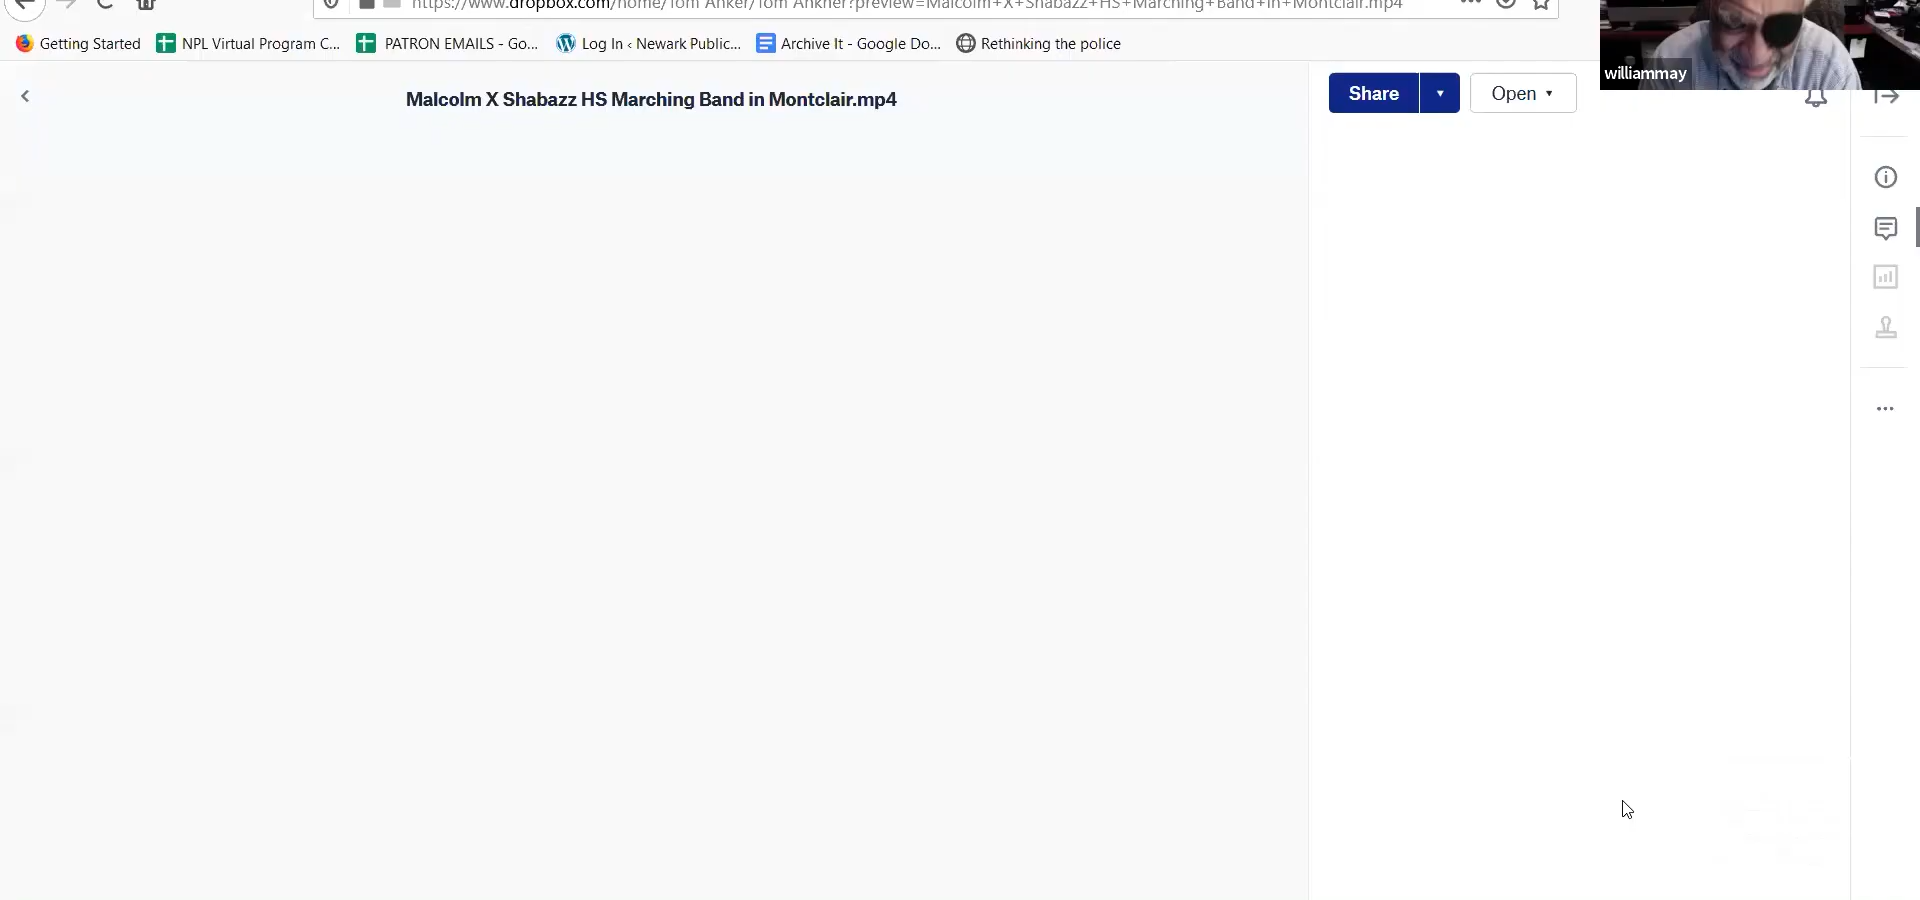 https://www.dropbox.com/home/Tom Anker/Tom Ankner?preview=Malcolm+X+Shabazz+HS+Marching+Band+in+Montclair.mp4
Getting Started NPL Virtual Program C... PATRON EMAILS - Go... Log In ‹ Newark Public... Archive It - Google Do... Rethinking the police
williammay
Malcolm X Shabazz HS Marching Band in Montclair.mp4 Share Open